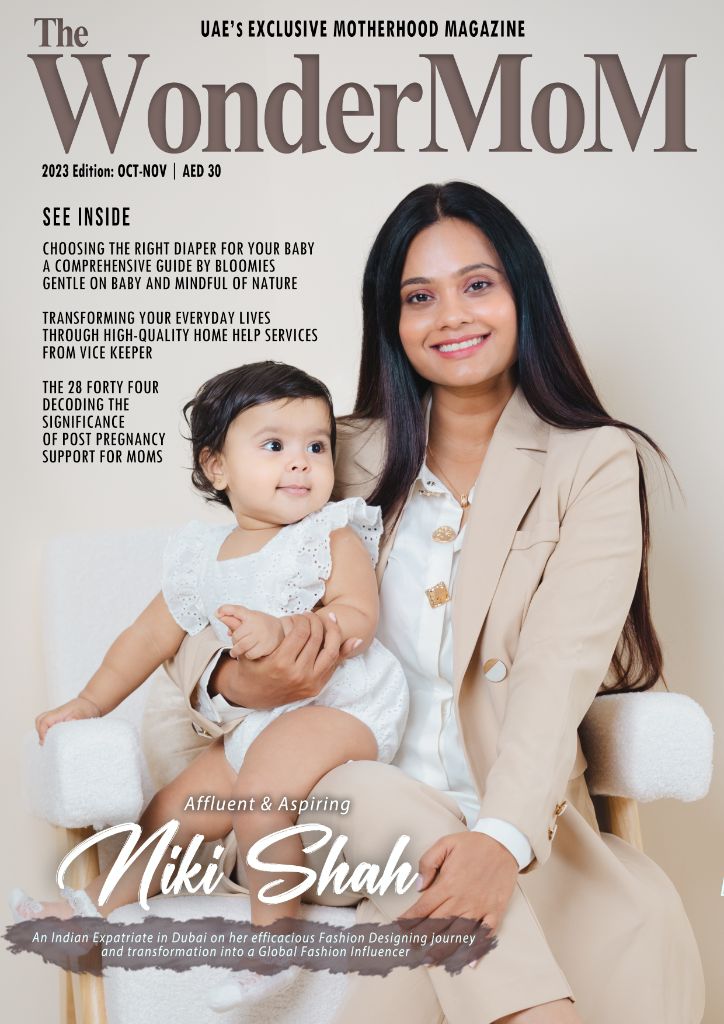 The
UAE's EXCLUSIVE MOTHERHOOD MAGAZINE
WonderMoM
2023 Edition: OCT-NOV | AED 30
SEE INSIDE
CHOOSING THE RIGHT DIAPER FOR YOUR BABY
A COMPREHENSIVE GUIDE BY BLOOMIES
GENTLE ON BABY AND MINDFUL OF NATURE
TRANSFORMING YOUR EVERYDAY LIVES
THROUGH HIGH-QUALITY HOME HELP SERVICES
FROM VICE KEEPER
THE 28 FORTY FOUR
DECODING THE
SIGNIFICANCE
OF POST PREGNANCY
SUPPORT FOR MOMS
Affluent & Aspiring
Niki Shah
An Indian Expatriate in Dubai on her efficacious Fashion Designing journey
and transformation into a Global Fashion Influencer